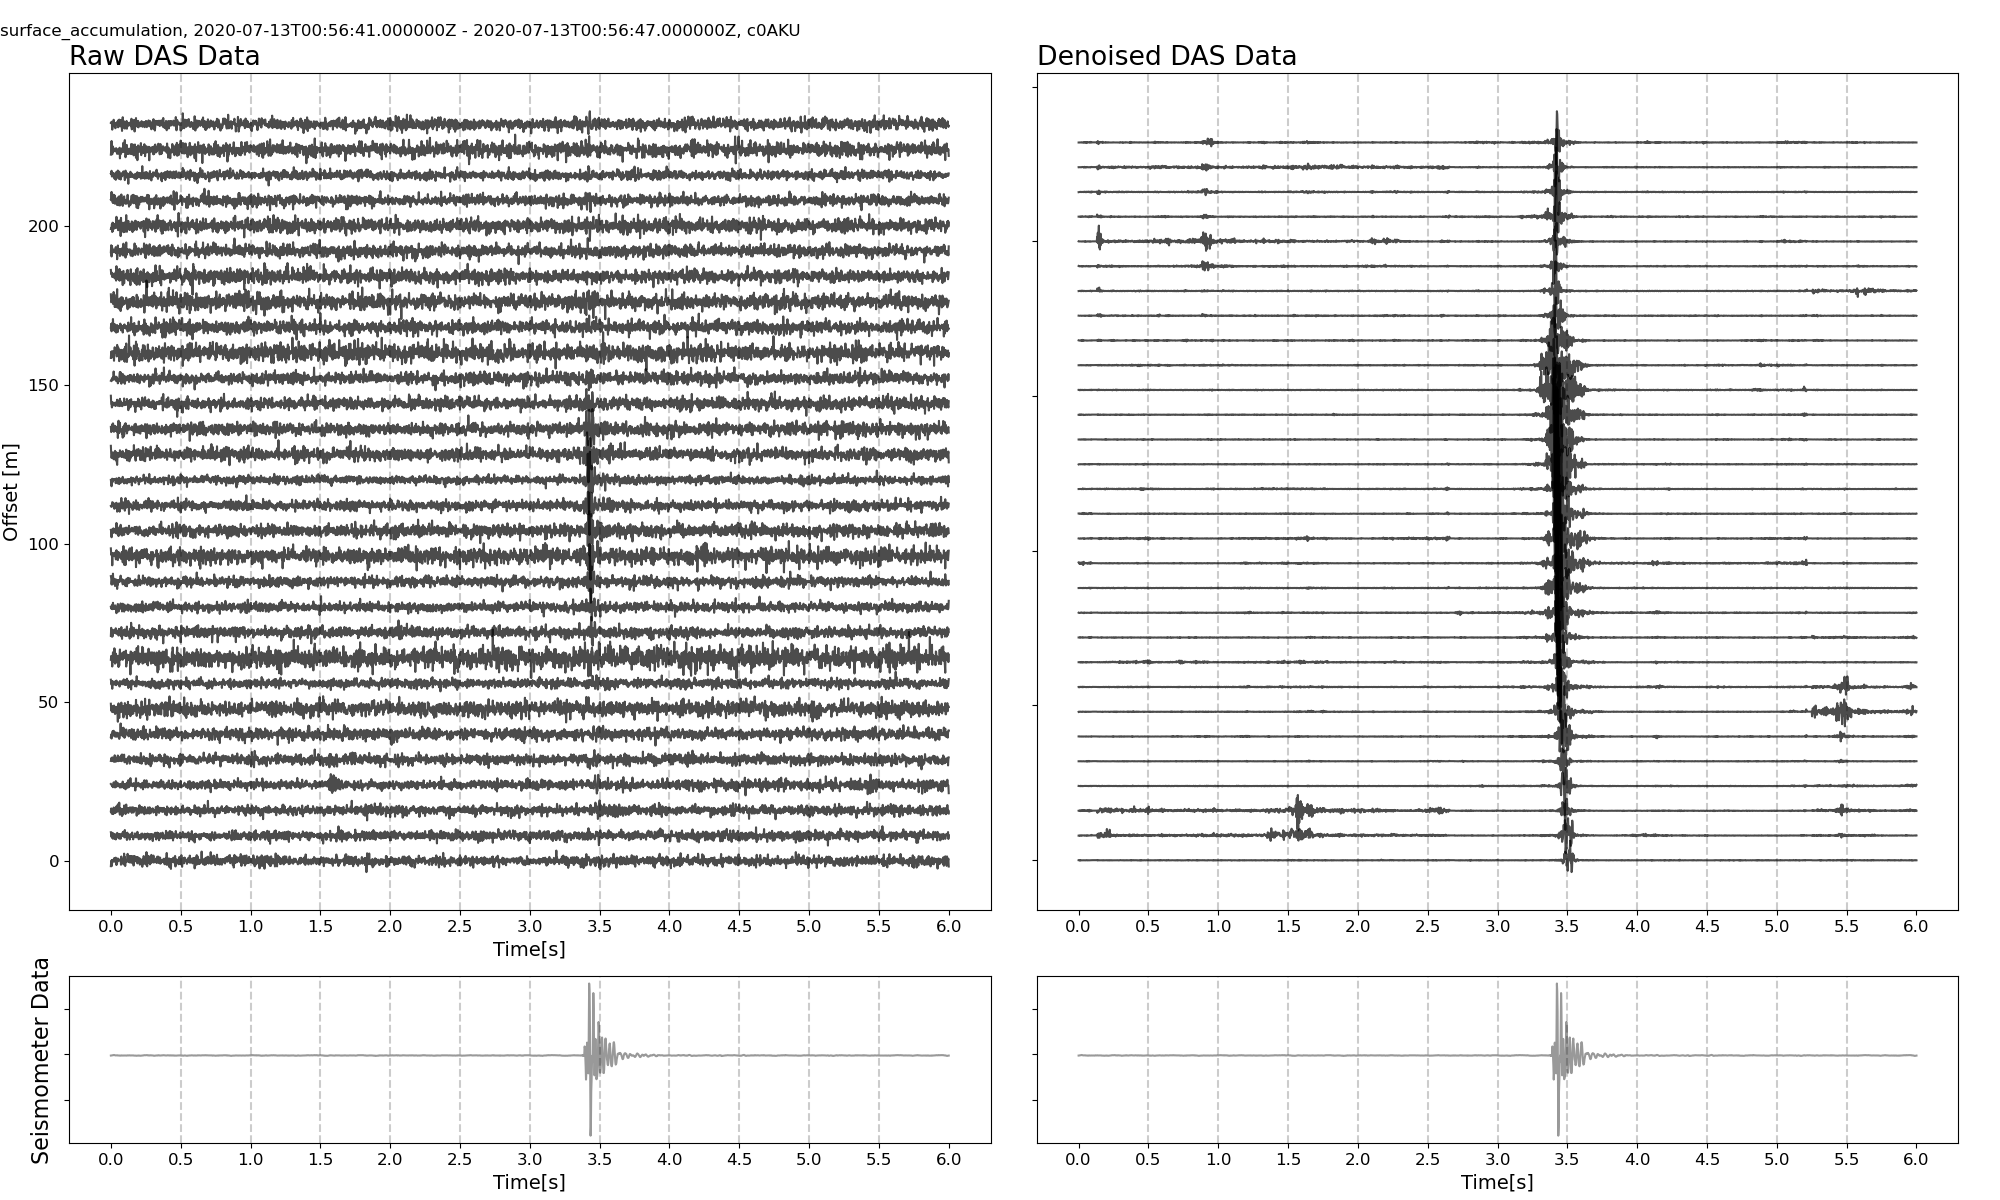 surface_accumulation, 2020-07-13T00:56:41.000000Z - 2020-07-13T00:56:47.000000Z, c0AKU
Raw DAS Data
Denoised DAS Data
Offset [m]
200
150
100
50
0
0.0 0.5 1.0 1.5 2.0 2.5 3.0 3.5 4.0 4.5 5.0 5.5 6.0
Time[s]
0.0 0.5 1.0 1.5 2.0 2.5 3.0 3.5 4.0 4.5 5.0 5.5 6.0
Seismometer Data
0.0 0.5 1.0 1.5 2.0 2.5 3.0 3.5 4.0 4.5 5.0 5.5 6.0
Time[s]
0.0 0.5 1.0 1.5 2.0 2.5 3.0 3.5 4.0 4.5 5.0 5.5 6.0
Time[s]